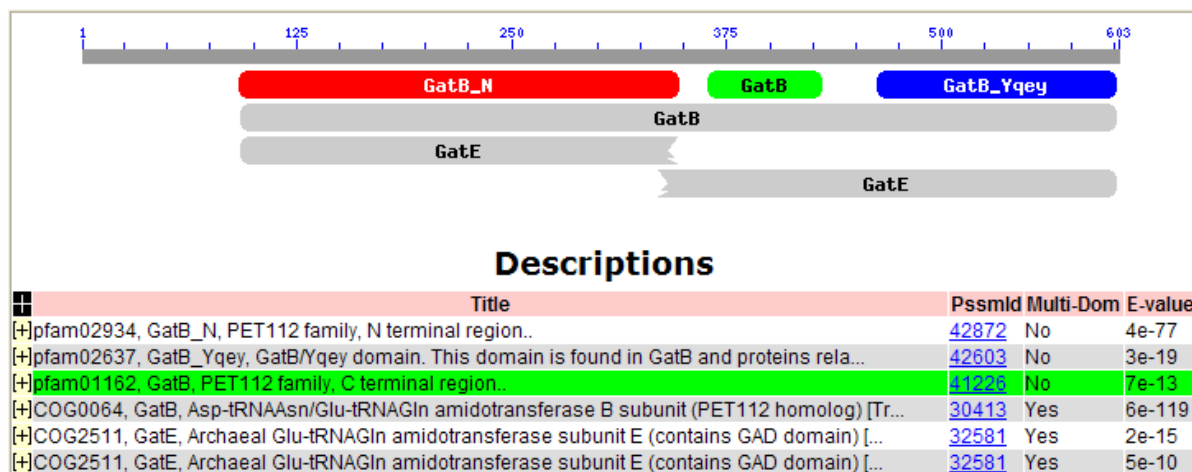 1 125 250 375 500 603
GatB_N GatB GatB_Yqey
GatB
GatE
GatE
Descriptions
Title PssmId Multi-Dom E-value
[+]pfam02934, GatB_N, PET112 family, N terminal region.. 42872 No 4e-77
[+]pfam02637, GatB_Yqey, GatB/Yqey domain. This domain is found in GatB and proteins rela... 42603 No 3e-19
[+]pfam01162, GatB, PET112 family, C terminal region.. 41226 No 7e-13
[+]COG0064, GatB, Asp-tRNAAsn/Glu-tRNAGln amidotransferase B subunit (PET112 homolog) [Tr... 30413 Yes 6e-119
[+]COG2511, GatE, Archaeal Glu-tRNAGln amidotransferase subunit E (contains GAD domain) [... 32581 Yes 2e-15
[+]COG2511, GatE, Archaeal Glu-tRNAGln amidotransferase subunit E (contains GAD domain) [... 32581 Yes 5e-10